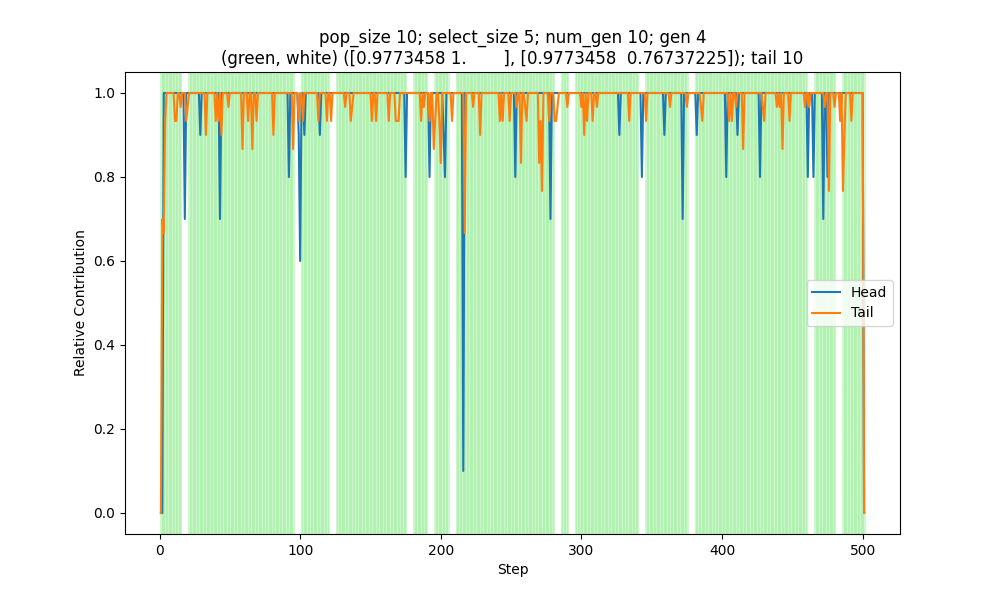 pop_size 10; select_size 5; num_gen 10; gen 4
(green, white) ([0.9773458 1.       ], [0.9773458  0.76737225]); tail 10
1.0
0.8
0.6
0.4
0.2
0.0
Relative Contribution
Head
Tail
0
100
200
300
400
500
Step